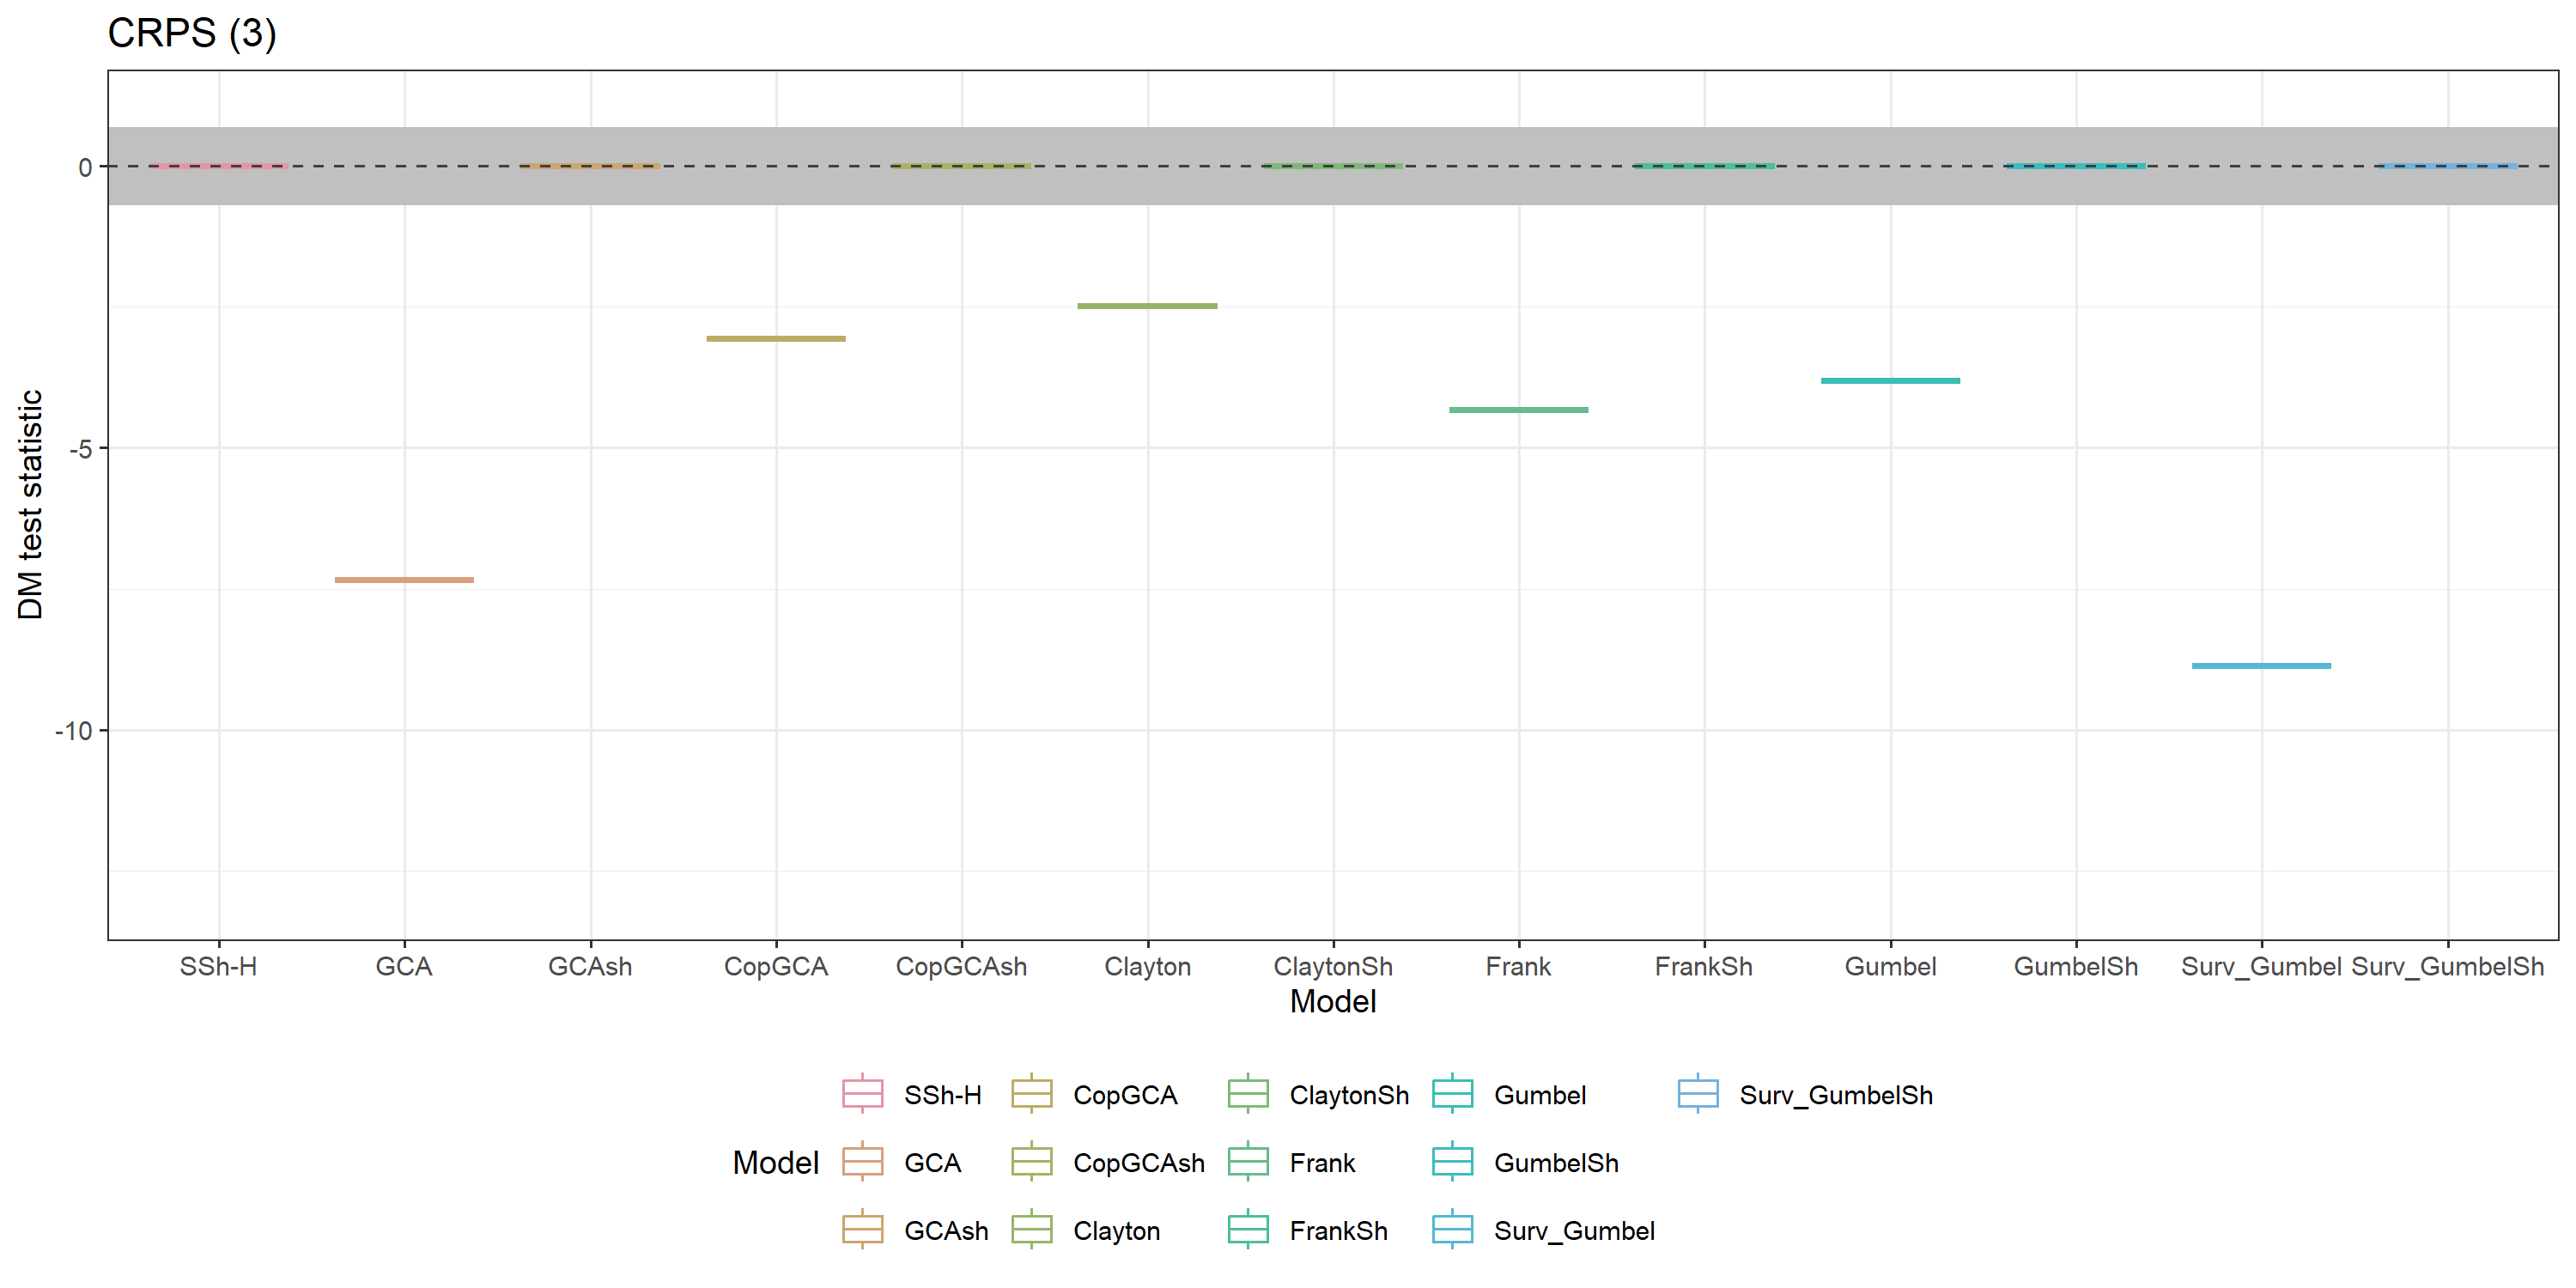 CRPS (3)
0
-5
-10
DM test statistic
SSh-H GCA GCAsh CopGCA CopGCAsh Clayton ClaytonSh Frank FrankSh Gumbel GumbelSh Surv_Gumbel Surv_GumbelSh
Model
Model
SSh-H CopGCA ClaytonSh Gumbel Surv_GumbelSh
GCA CopGCAsh Frank GumbelSh
GCAsh Clayton FrankSh Surv_Gumbel